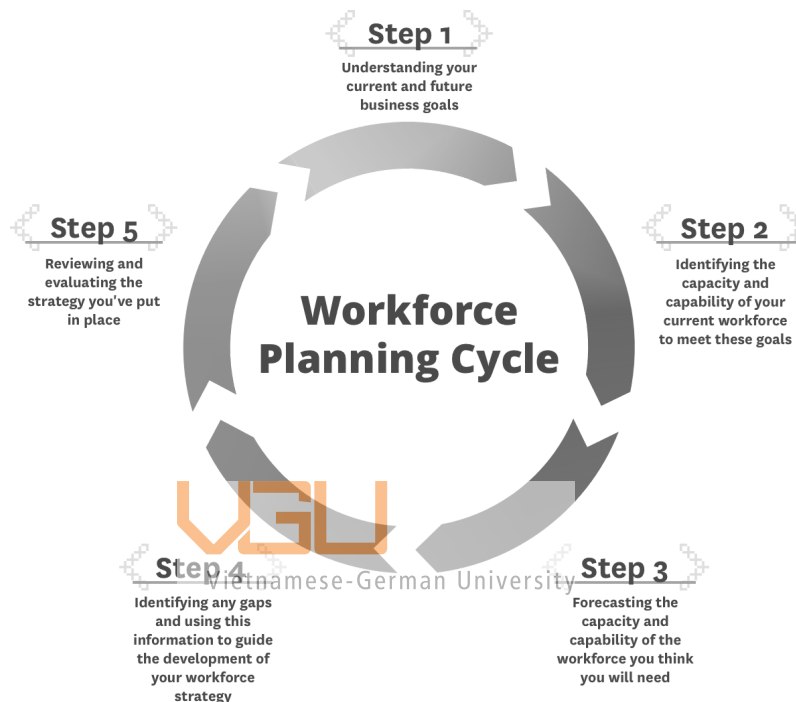 Step 1
Understanding your
current and future
business goals
Step 2
Identifying the
capacity and
capability of your
current workforce
to meet these goals
Step 3
Forecasting the
capacity and
capability of the
workforce you think
you will need
Step 4
Identifying any gaps
and using this
information to guide
the development of
your workforce
strategy
Step 5
Reviewing and
evaluating the
strategy you've put
in place
Workforce
Planning Cycle
VGU
Vietnamese-German University